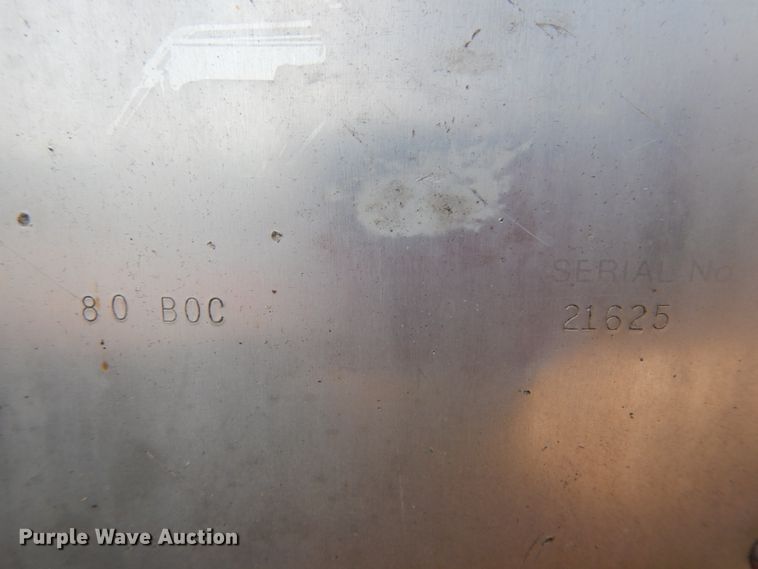 SERIAL No
80 BOC
21625
Purple Wave Auction